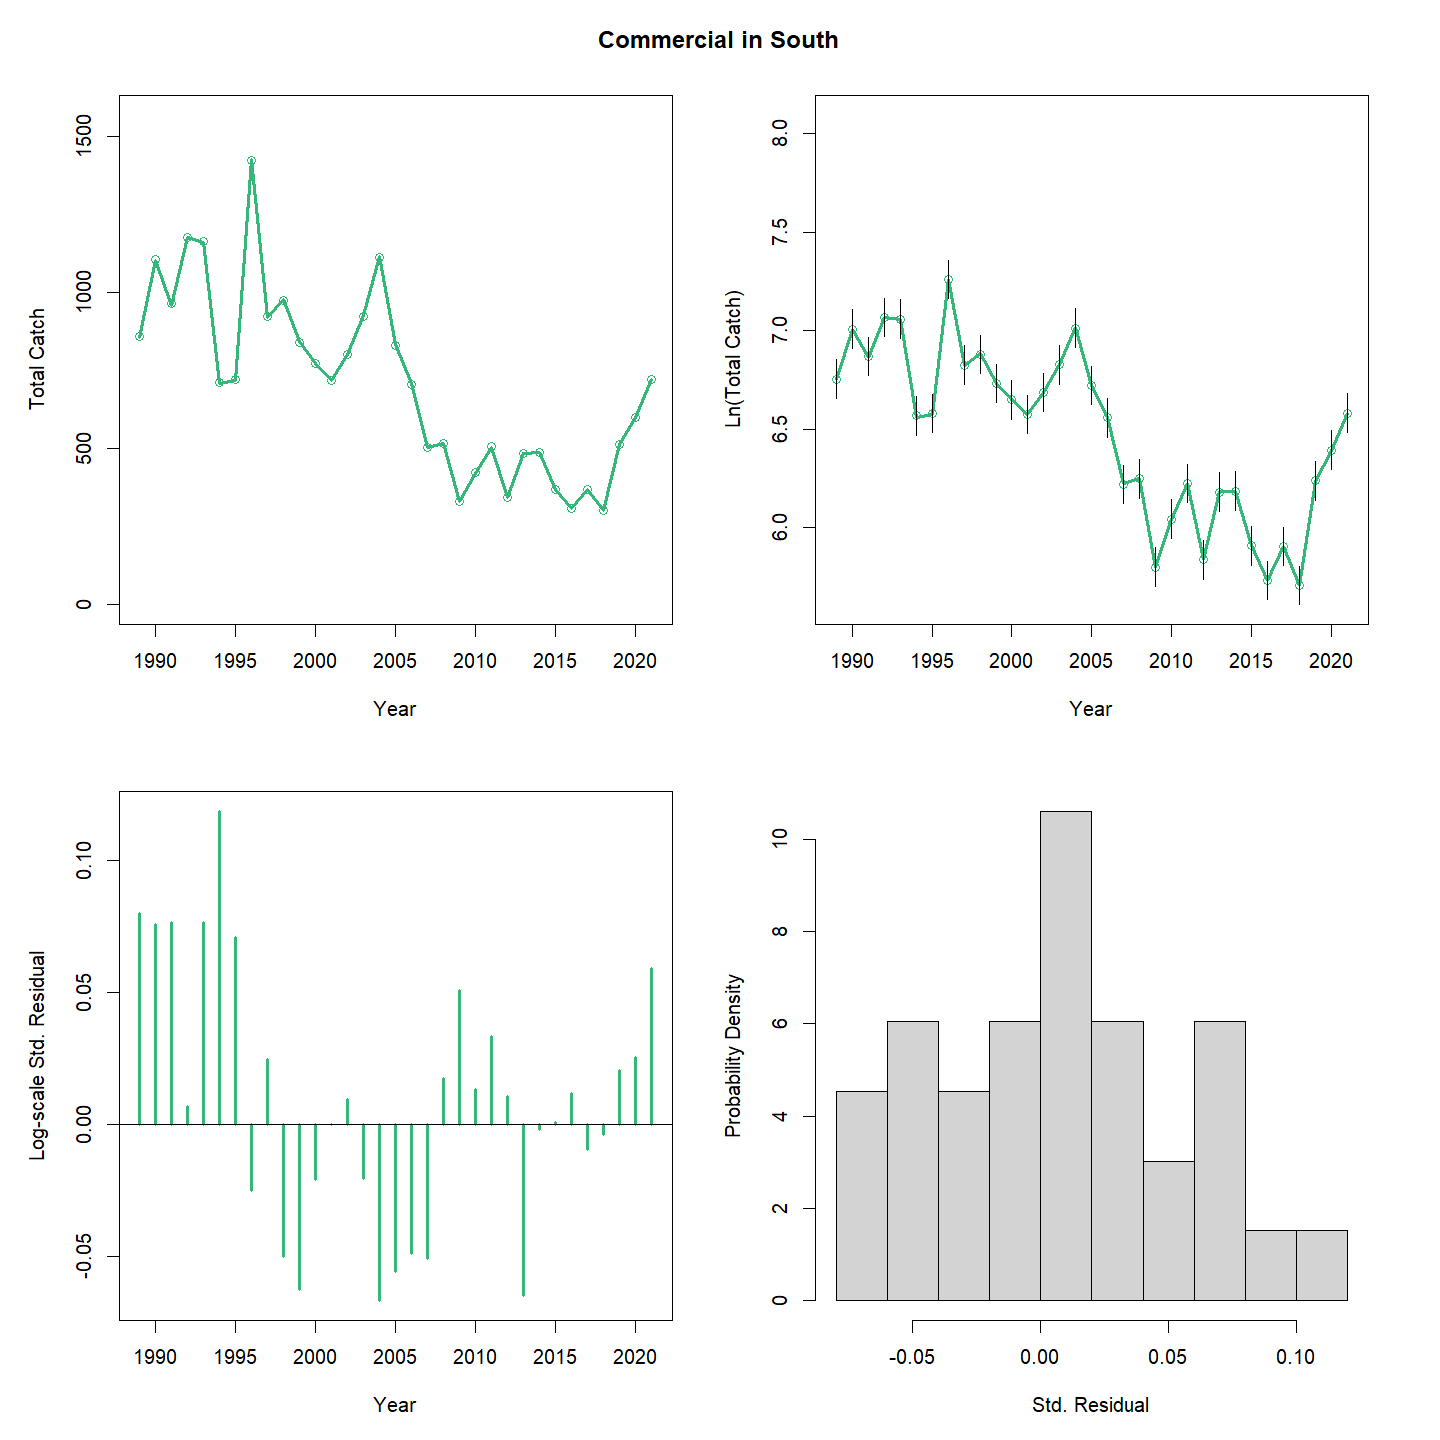 Commercial in South
Total Catch
1500
1000
500
0
1990 1995 2000 2005 2010 2015 2020
Year
Ln(Total Catch)
8.0
7.5
7.0
6.5
6.0
1990 1995 2000 2005 2010 2015 2020
Year
Log-scale Std. Residual
0.10
0.05
0.00
-0.05
1990 1995 2000 2005 2010 2015 2020
Year
Probability Density
10
8
6
4
2
0
-0.05 0.00 0.05 0.10
Std. Residual